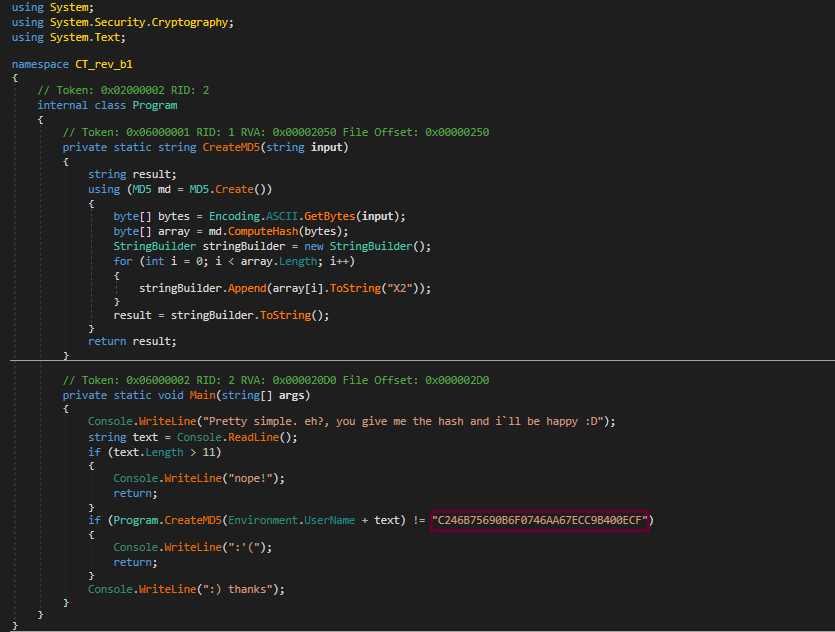 using System;
using System.Security.Cryptography;
using System.Text;
namespace CT_rev_b1
{
// Token: 0x02000002 RID: 2
internal class Program
{
// Token: 0x06000001 RID: 1 RVA: 0x00002050 File Offset: 0x00000250
private static string CreateMD5(string input)
{
string result;
using (MD5 md = MD5.Create())
{
byte[] bytes = Encoding.ASCII.GetBytes(input);
byte[] array = md.ComputeHash(bytes);
StringBuilder stringBuilder = new StringBuilder();
for (int i = 0; i < array.Length; i++)
{
stringBuilder.Append(array[i].ToString("X2"));
}
result = stringBuilder.ToString();
}
return result;
}
// Token: 0x06000002 RID: 2 RVA: 0x000020D0 File Offset: 0x000002D0
private static void Main(string[] args)
{
Console.WriteLine("Pretty simple. eh?, you give me the hash and i`ll be happy :D");
string text = Console.ReadLine();
if (text.Length > 11)
{
Console.WriteLine("nope!");
return;
}
if (Program.CreateMD5(Environment.UserName + text) != "C246B75690B6F0746AA67ECC9B400ECF")
{
Console.WriteLine(":'(");
return;
}
Console.WriteLine(":) thanks");
}
}
}